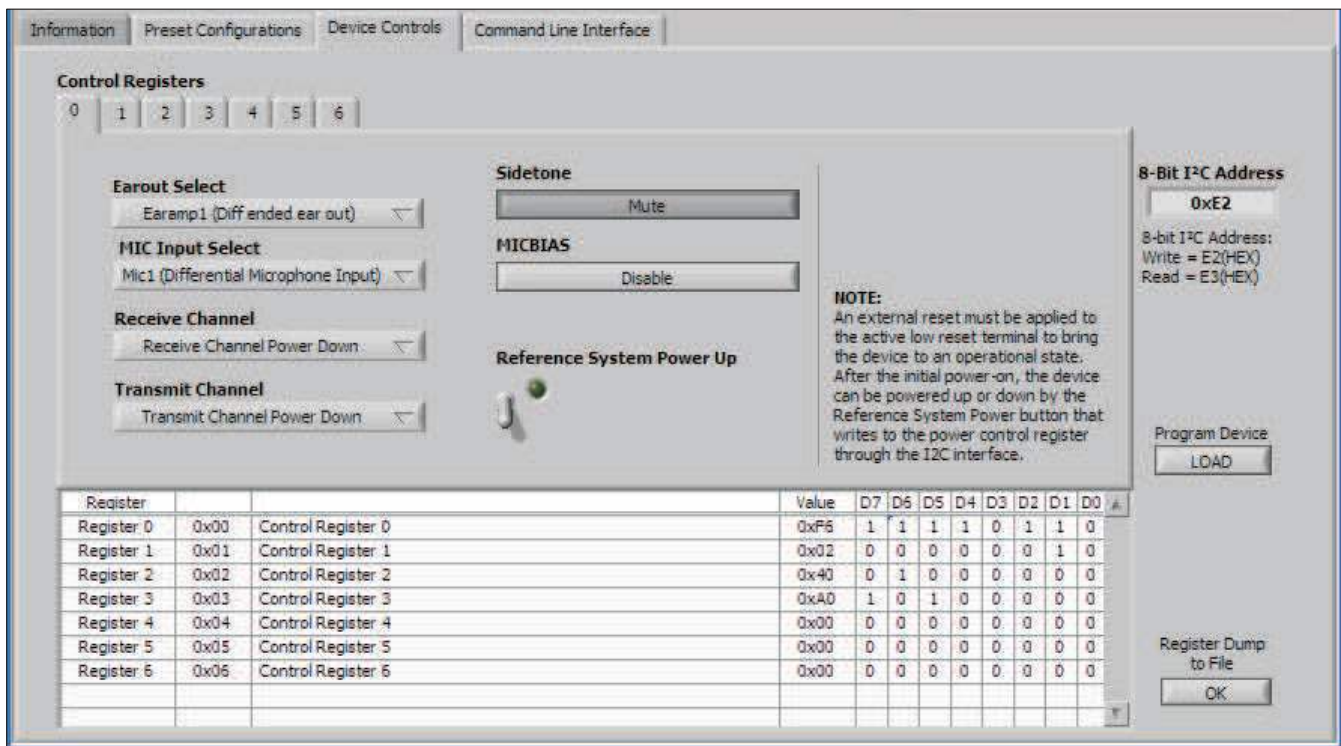 Information Preset Configurations Device Controls Command Line Interface
Control Registers
0 1 2 3 4 5 6
Earout Select
Earamp1 (Diff ended ear out)
MIC Input Select
Mic1 (Differential Microphone Input)
Receive Channel
Receive Channel Power Down
Transmit Channel
Transmit Channel Power Down
Sidetone
Mute
MICBIAS
Disable
Reference System Power Up
NOTE:
An external reset must be applied to
the active low reset terminal to bring
the device to an operational state.
After the initial power-on, the device
can be powered up or down by the
Reference System Power button that
writes to the power control register
through the I2C interface.
8-Bit I²C Address
0xE2
8-bit I²C Address:
Write = E2(HEX)
Read = E3(HEX)
Program Device
LOAD
Register Value D7 D6 D5 D4 D3 D2 D1 D0
Register 0 0x00 Control Register 0 0xF6 1 1 1 1 0 1 1 0
Register 1 0x01 Control Register 1 0x02 0 0 0 0 0 0 1 0
Register 2 0x02 Control Register 2 0x40 0 1 0 0 0 0 0 0
Register 3 0x03 Control Register 3 0xA0 1 0 1 0 0 0 0 0
Register 4 0x04 Control Register 4 0x00 0 0 0 0 0 0 0 0
Register 5 0x05 Control Register 5 0x00 0 0 0 0 0 0 0 0
Register 6 0x06 Control Register 6 0x00 0 0 0 0 0 0 0 0
Register Dump
to File
OK